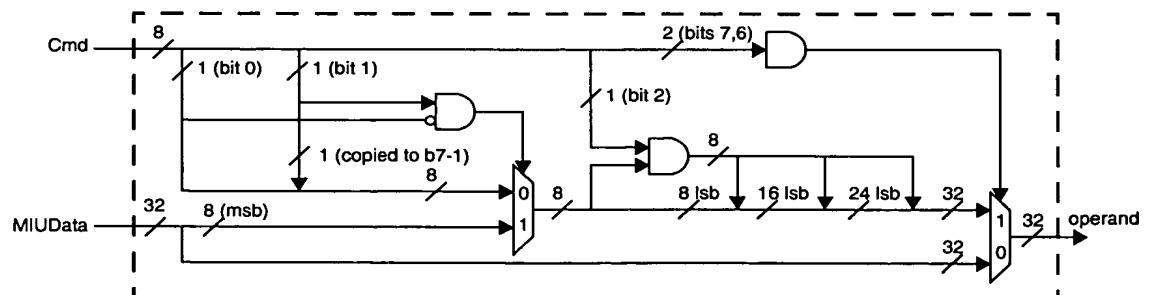 Cmd
8
2 (bits 7,6)
1 (bit 0)
1 (bit 1)
1 (bit 2)
1 (copied to b7-1)
8
8
0
32
8 (msb)
8
8 lsb
16 lsb
24 lsb
32
1
32
operand
MIUData
1
32
0